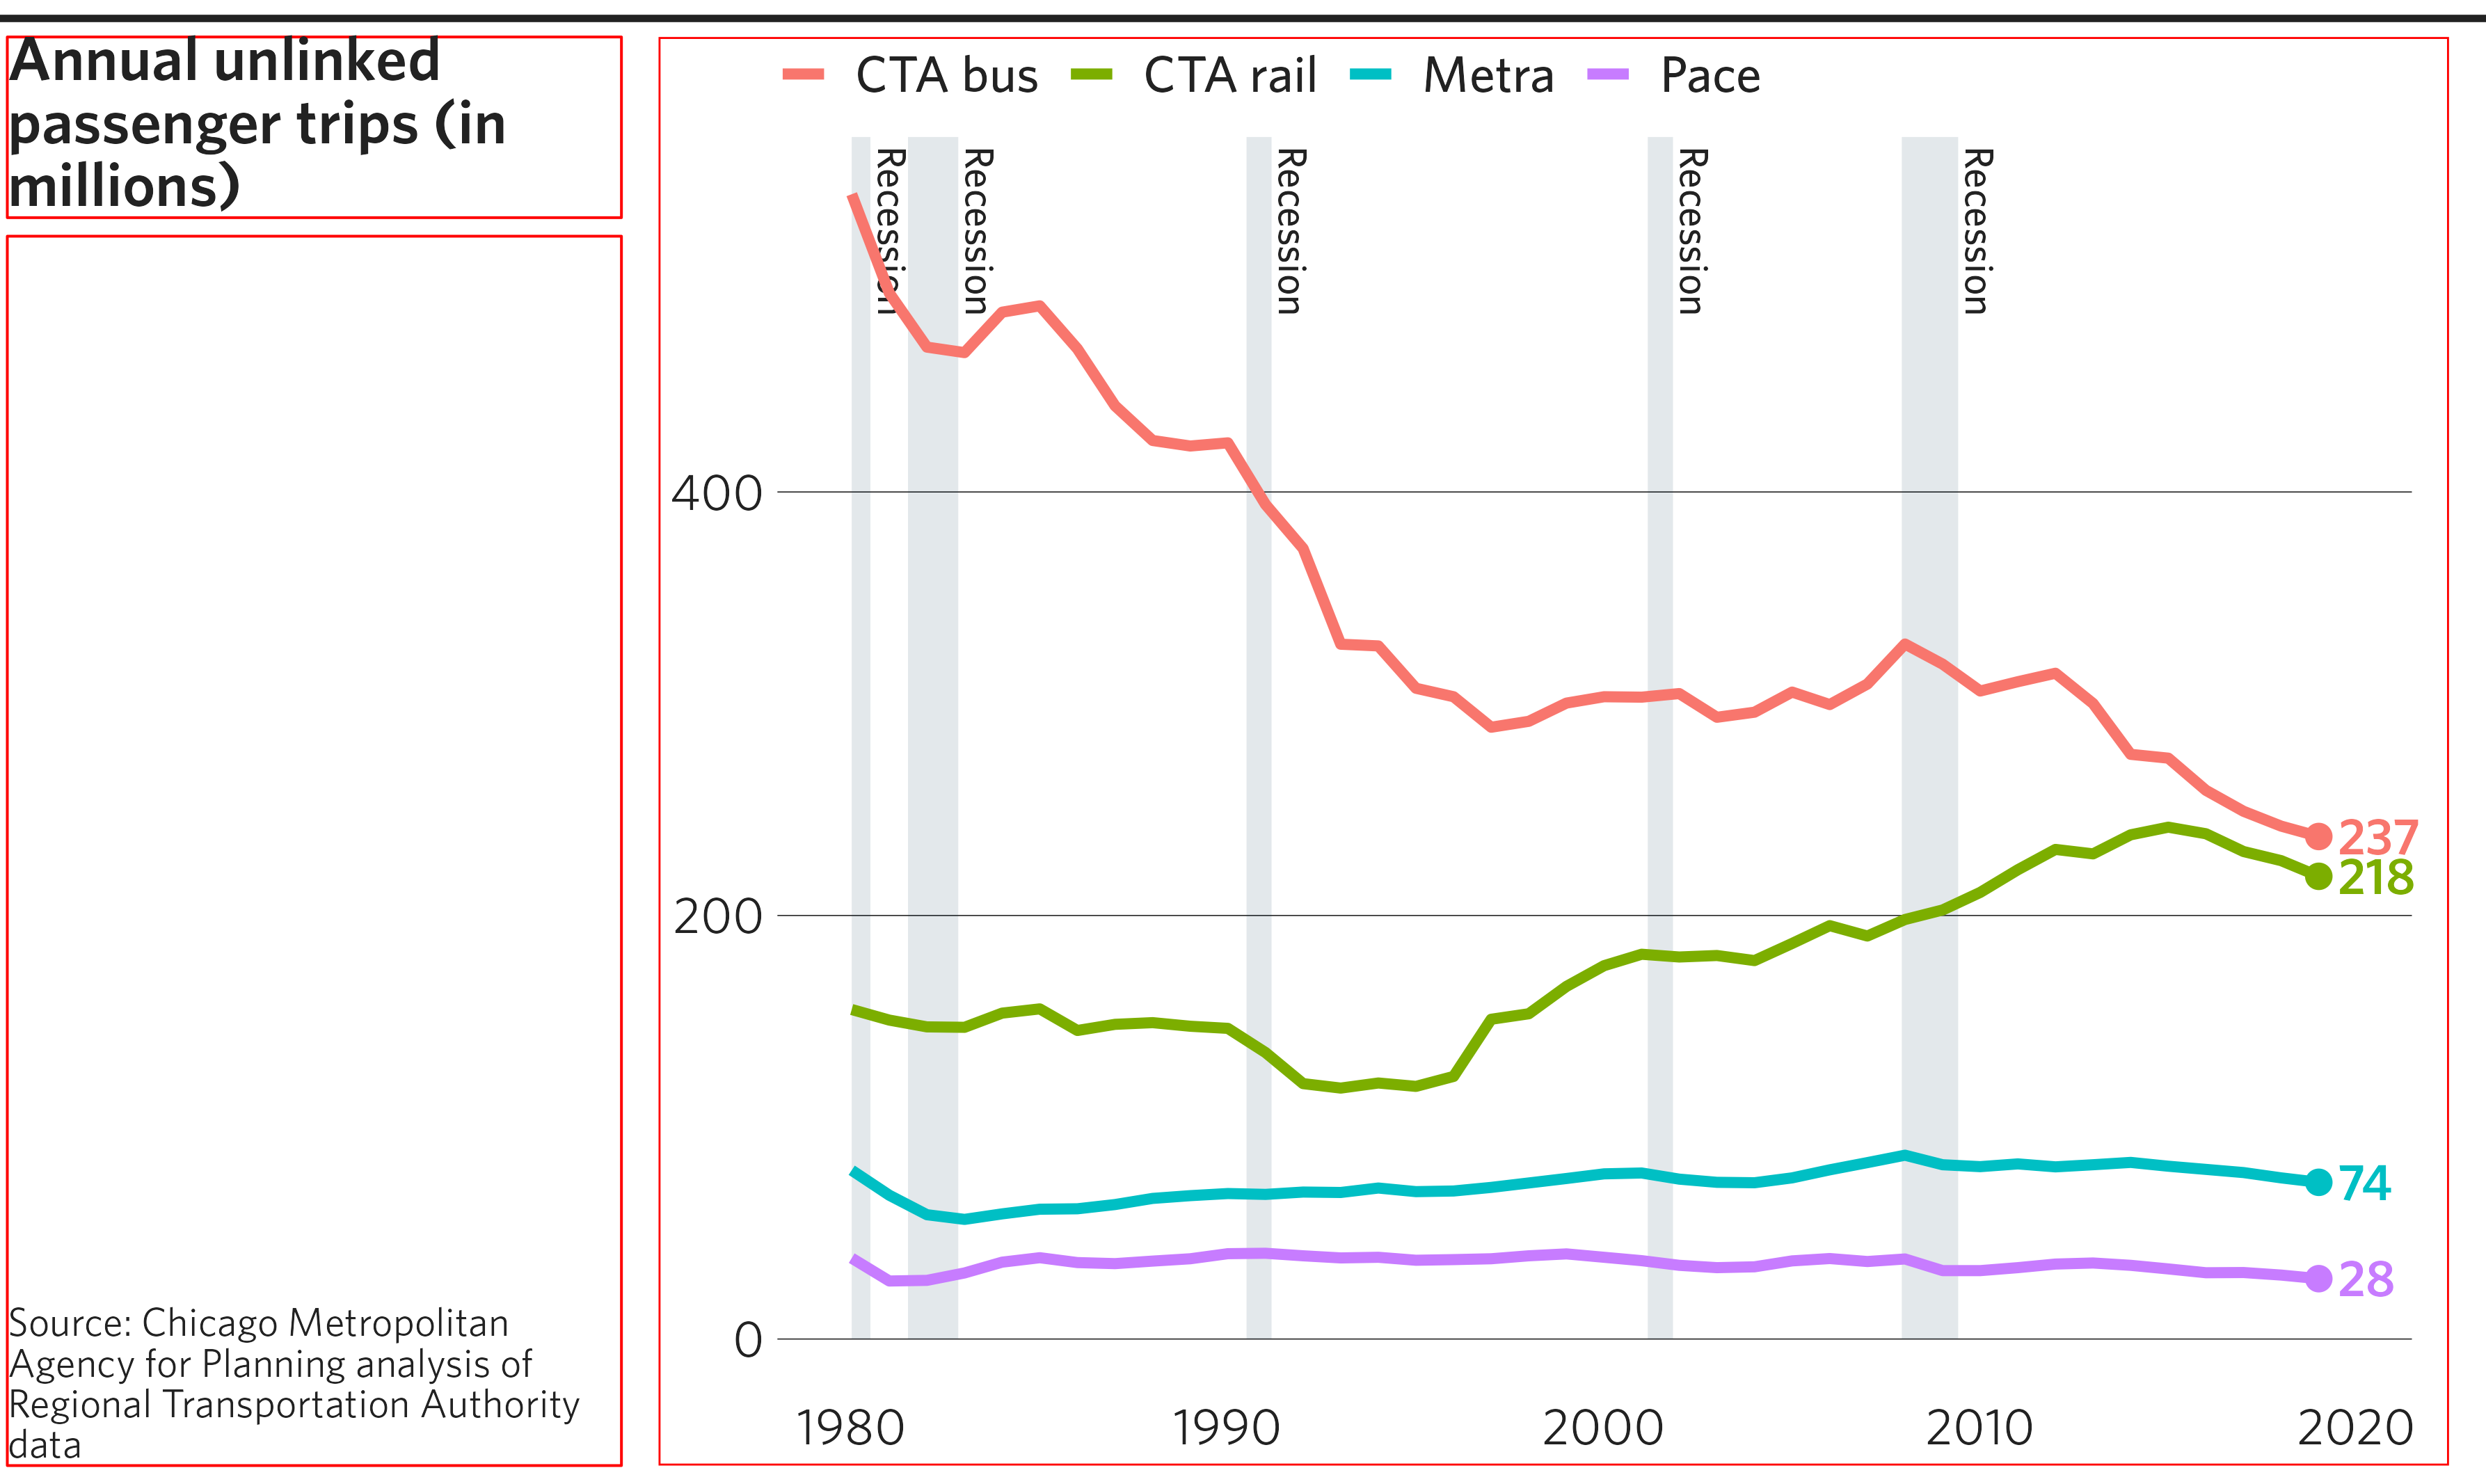 Annual unlinked
passenger trips (in
millions)
Source: Chicago Metropolitan
Agency for Planning analysis of
Regional Transportation Authority
data
CTA bus CTA rail Metra Pace
Recession
Recession
Recession
Recession
Recession
400
200
0
237
218
74
28
1980 1990 2000 2010 2020